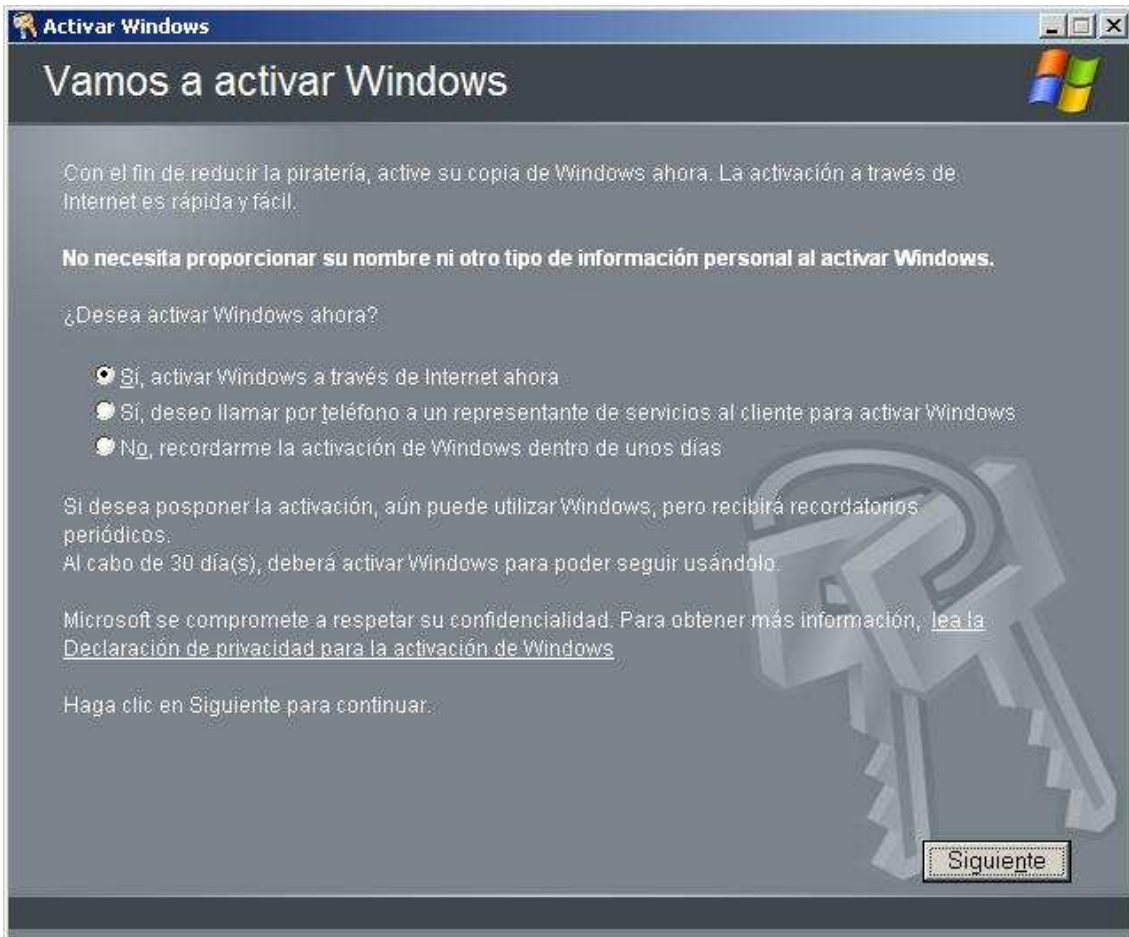 Activar Windows
Vamos a activar Windows
Con el fin de reducir la piratería, active su copia de Windows ahora. La activación a través de
Internet es rápida y fácil.
No necesita proporcionar su nombre ni otro tipo de información personal al activar Windows.
¿Desea activar Windows ahora?
Sí, activar Windows a través de Internet ahora
Sí, deseo llamar por teléfono a un representante de servicios al cliente para activar Windows
No, recordarme la activación de Windows dentro de unos días
Si desea posponer la activación, aún puede utilizar Windows, pero recibirá recordatorios
periódicos.
Al cabo de 30 día(s), deberá activar Windows para poder seguir usándolo.
Microsoft se compromete a respetar su confidencialidad. Para obtener más información, lea la
Declaración de privacidad para la activación de Windows
Haga clic en Siguiente para continuar.
Siguiente